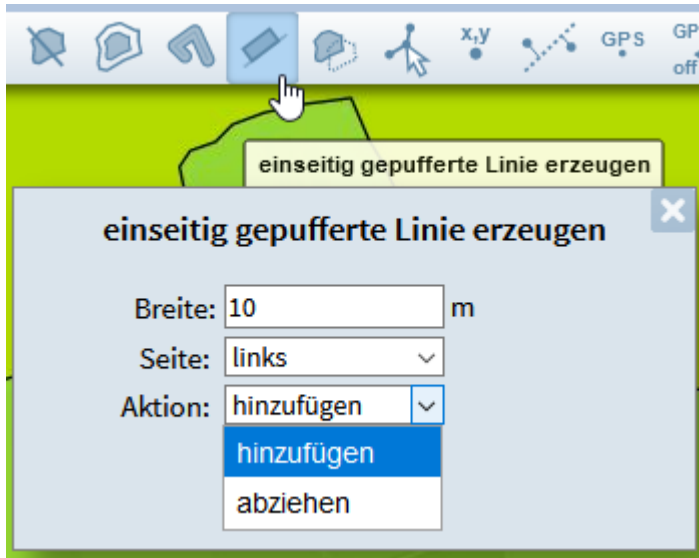 x,y
GPS
GP
off
einseitig gepufferte Linie erzeugen
einseitig gepufferte Linie erzeugen
Breite: 10 m
Seite: links
Aktion: hinzufügen
hinzufügen
abziehen